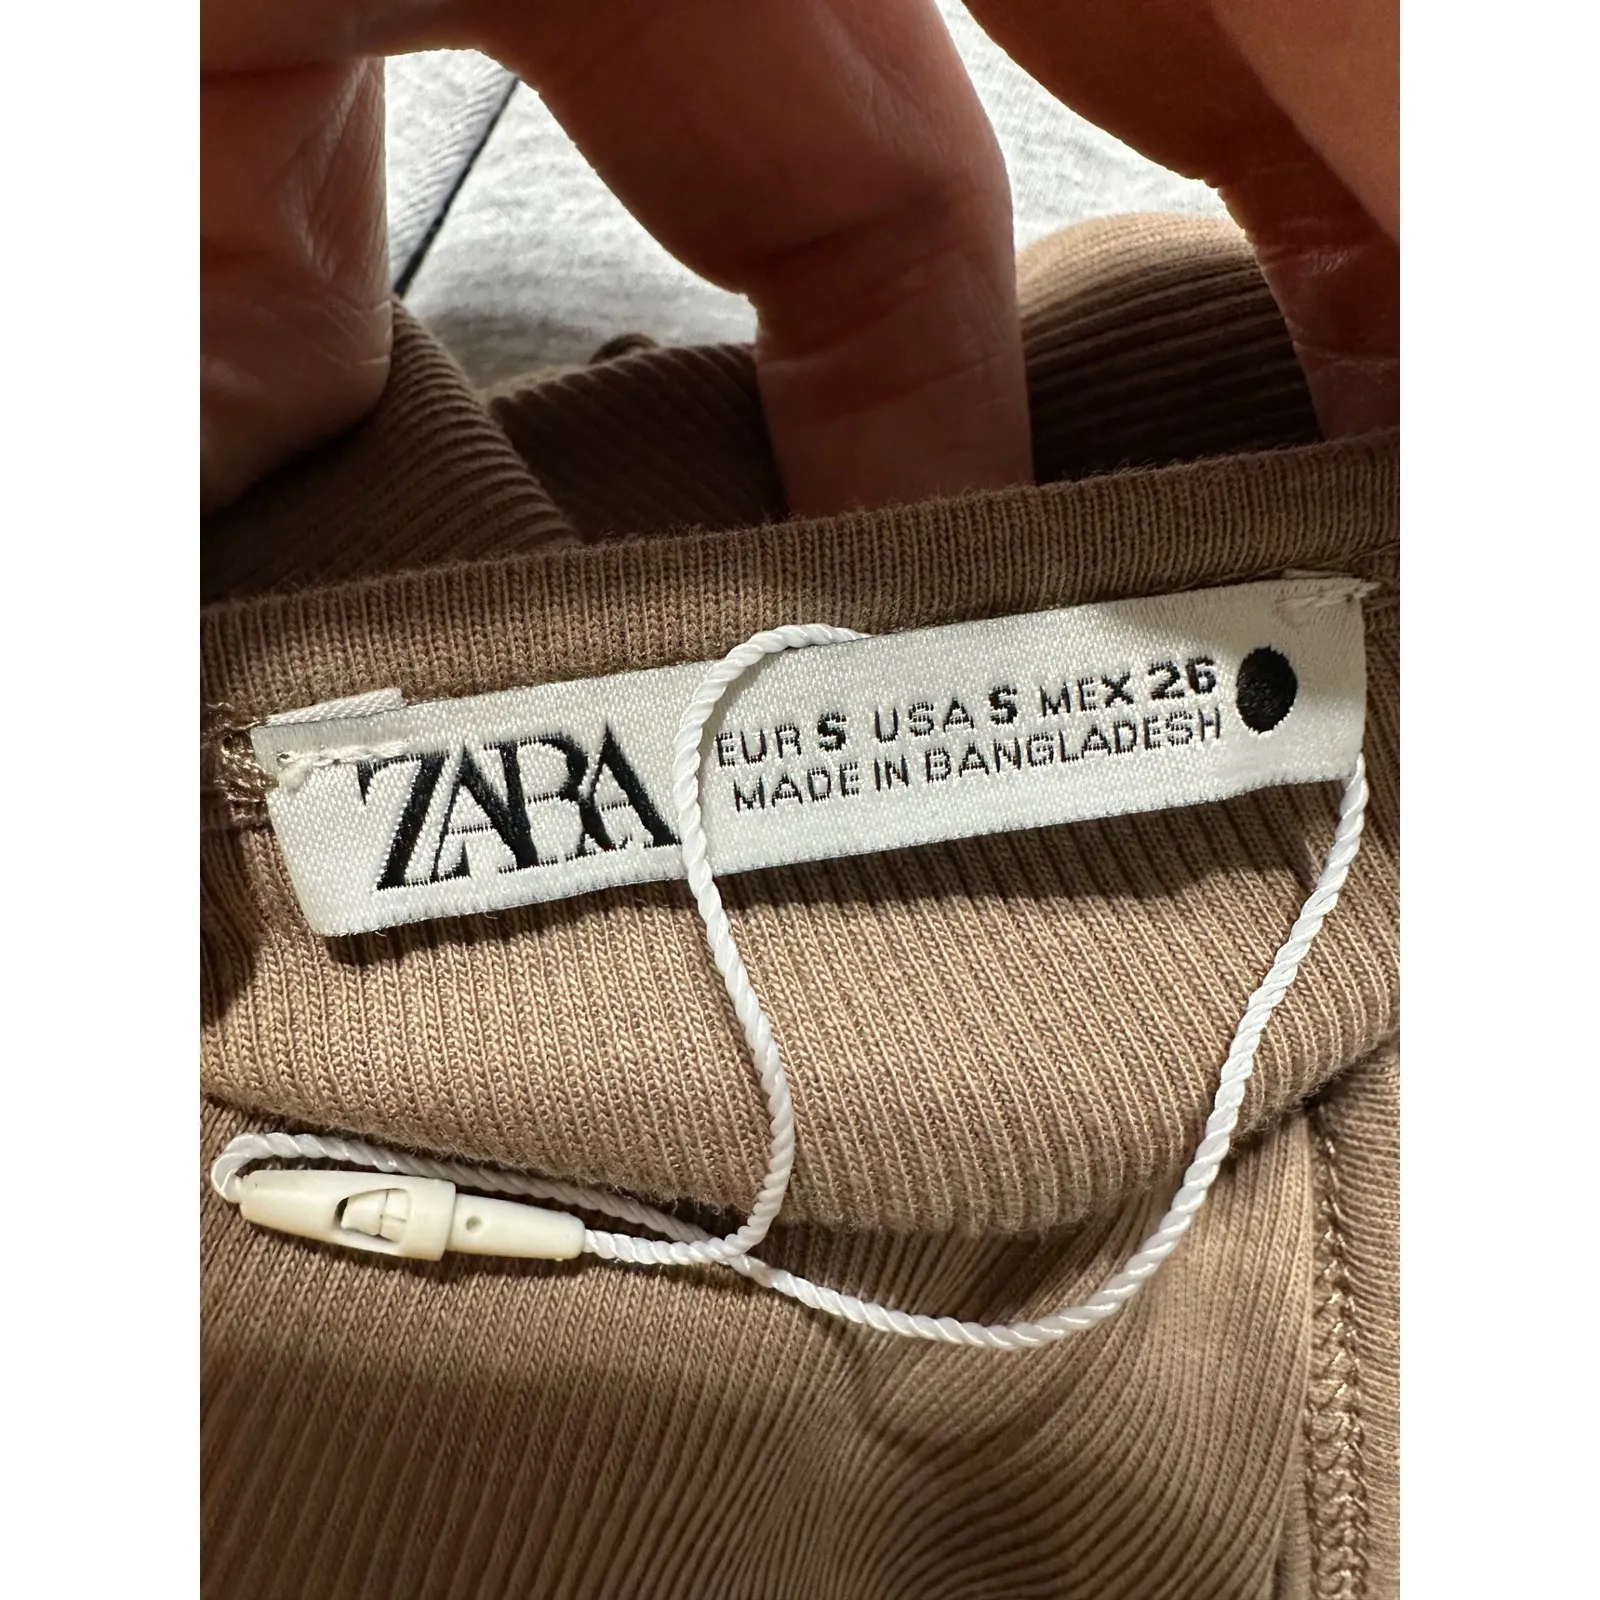 ZARA
EUR S USA S MEX 26
MADE IN BANGLADESH